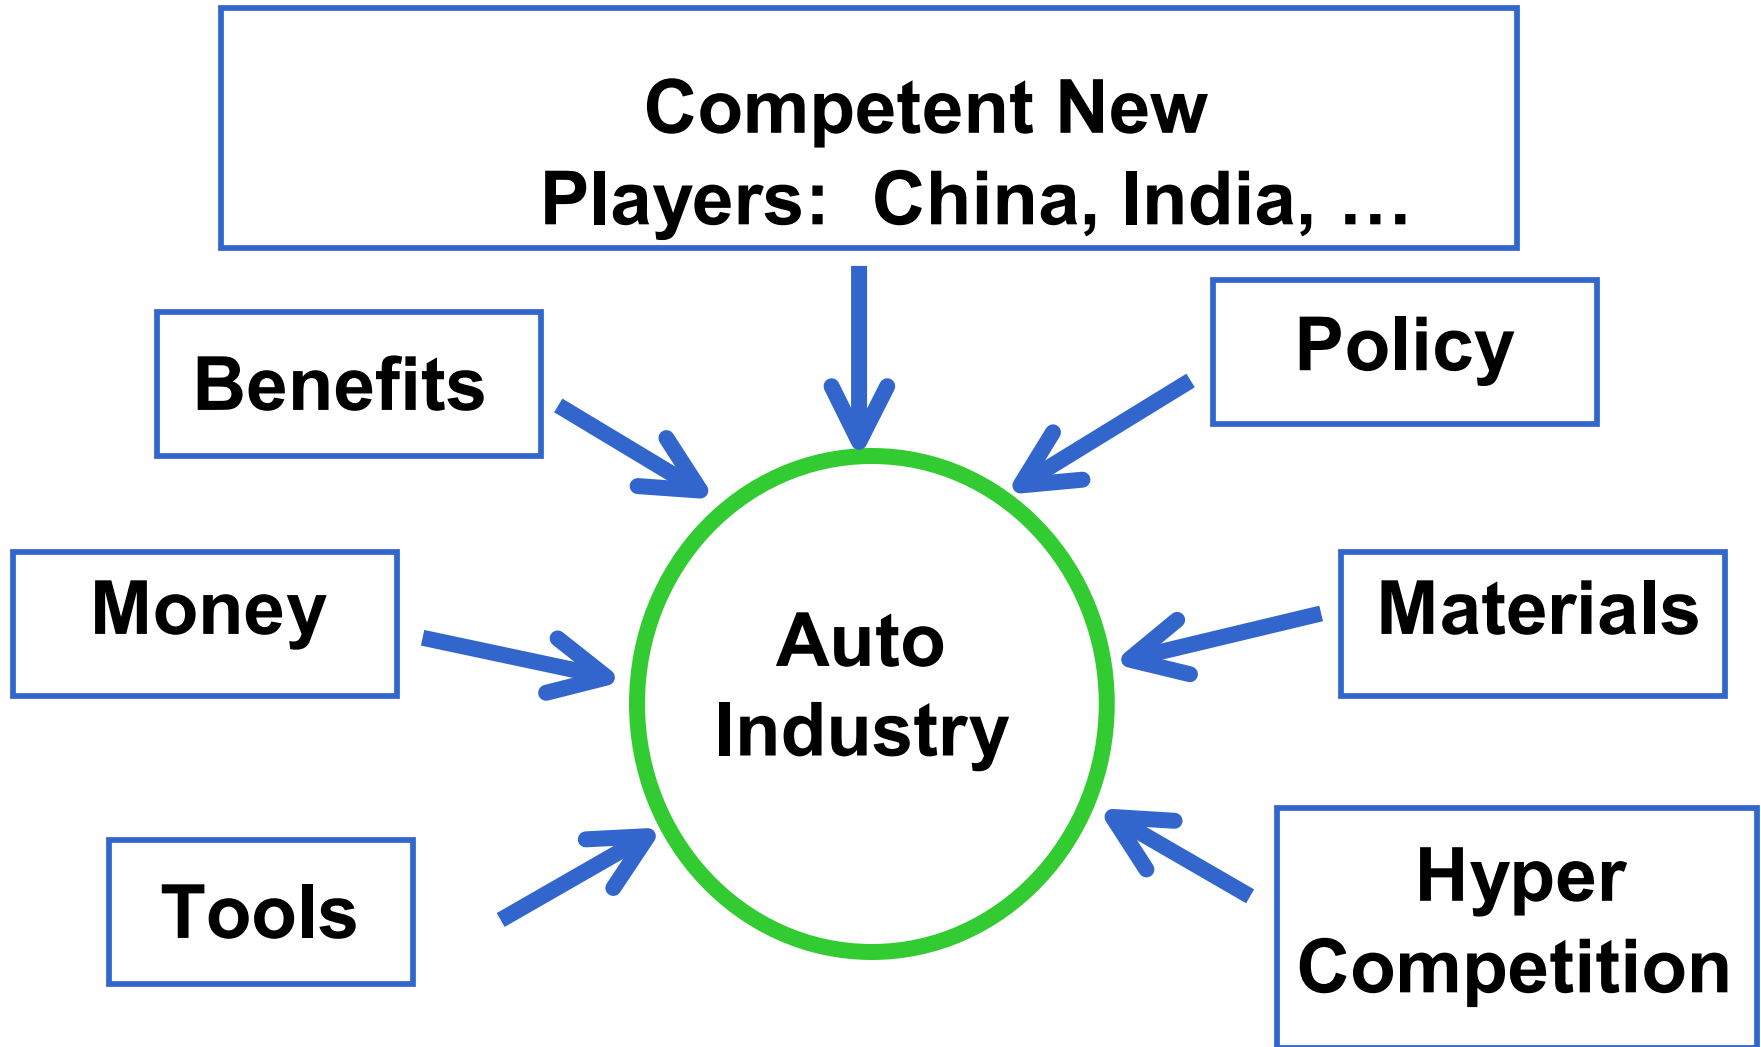 Competent New
Players:  China, India, …
Benefits
Policy
Money
Materials
Auto
Industry
Tools
Hyper
Competition